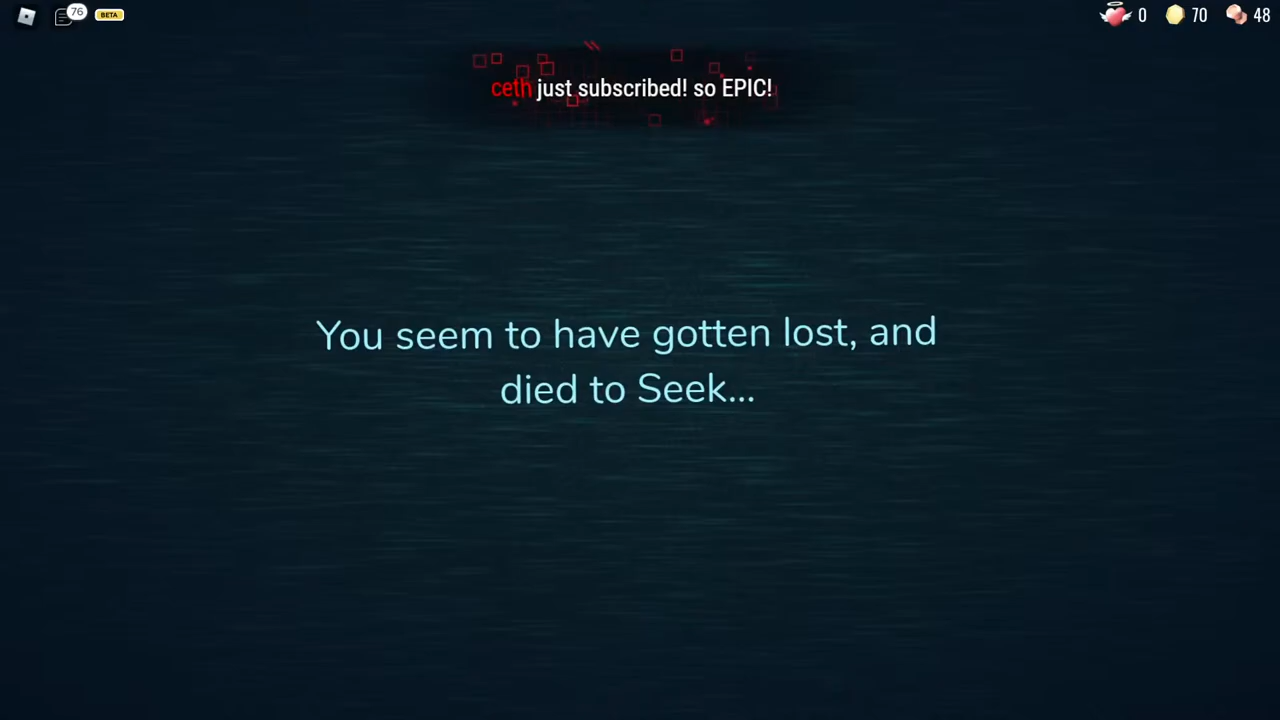 76
BETA
0
70
48
ceth just subscribed! so EPIC!
You seem to have gotten lost, and
died to Seek...